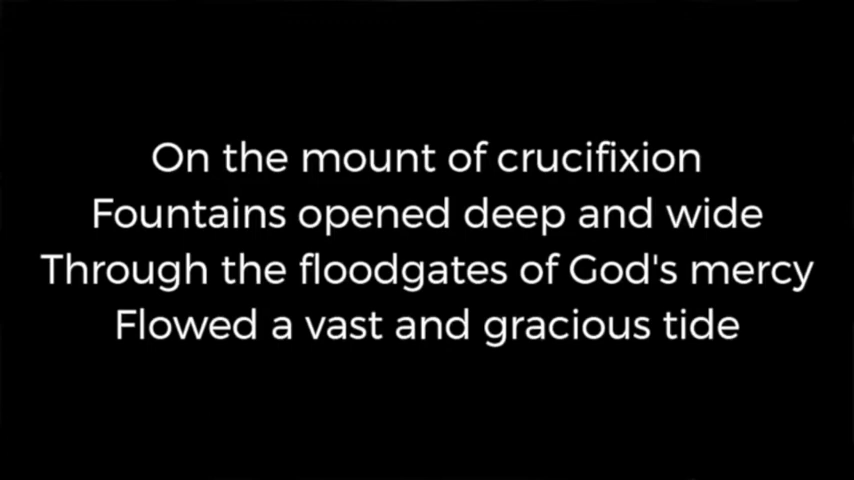 On the mount of crucifixion
Fountains opened deep and wide
Through the floodgates of God's mercy
Flowed a vast and gracious tide